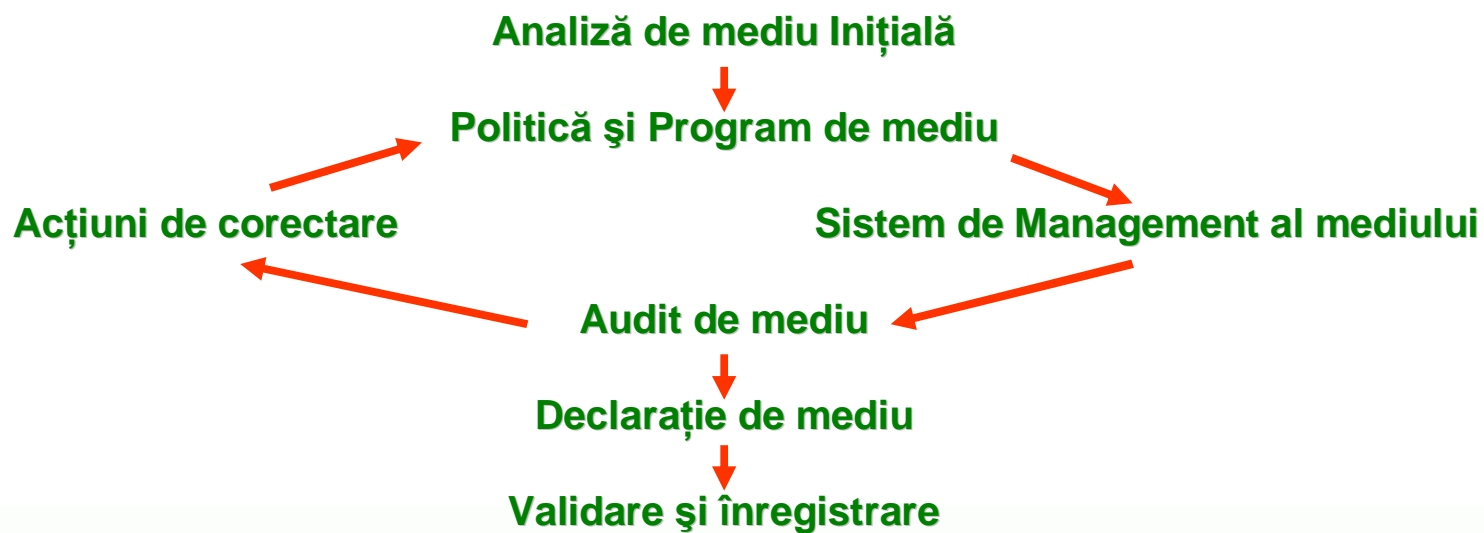 Analiză de mediu Inițială
Politică şi Program de mediu
Acțiuni de corectare
Sistem de Management al mediului
Audit de mediu
Declarație de mediu
Validare şi înregistrare